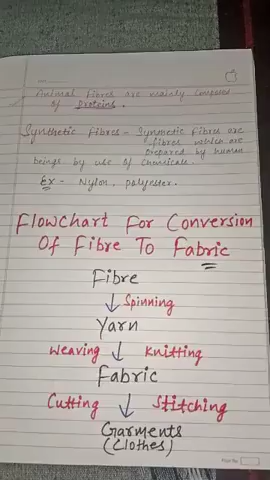 Animal Fibres are mainly composed
of Proteins.
Synthetic Fibres - Synthetic Fibres are
fibres which are
prepared by human
beings by use of chemicals.
Ex - Nylon, polyester.
Flowchart For Conversion
Of Fibre To Fabric
Fibre
↓ Spinning
Yarn
Weaving ↓ Knitting
Fabric
Cutting ↓ Stitching
Garments
(Clothes)